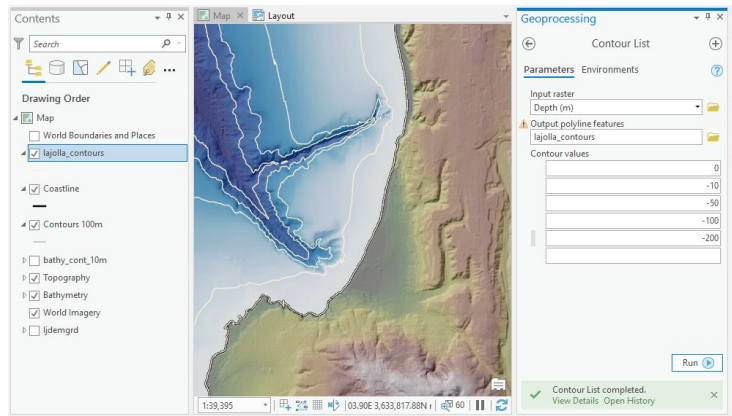 Contents
Search
Drawing Order
Map
World Boundaries and Places
lajolla_contours
Coastline
Contours 100m
bathy_cont_10m
Topography
Bathymetry
World Imagery
ljdemgrd
Map
Layout
1:39,395
03.90E 3,633,817.88N
60
Geoprocessing
Contour List
Parameters Environments
Input raster
Depth (m)
Output polyline features
lajolla_contours
Contour values
0
-10
-50
-100
-200
Run
Contour List completed.
View Details Open History